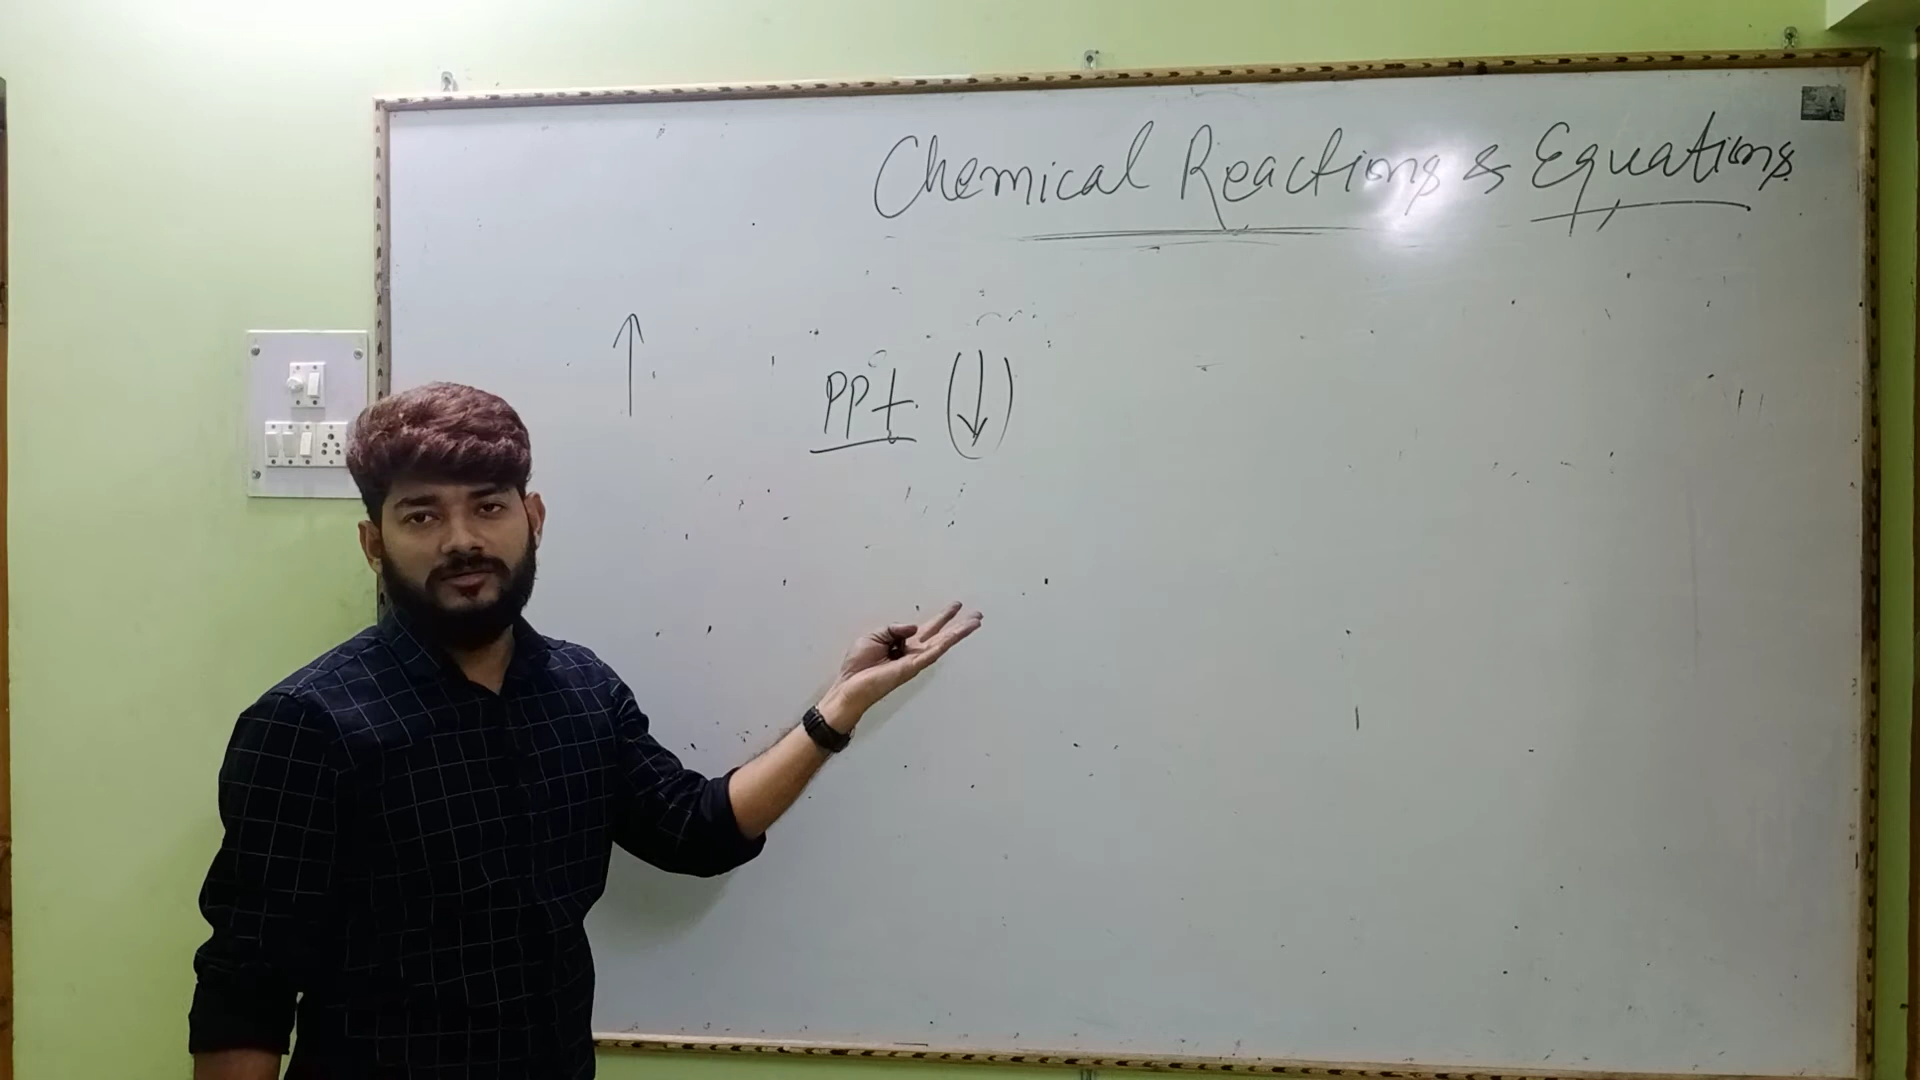 Chemical Reactions & Equations
↑
ppt. (↓)